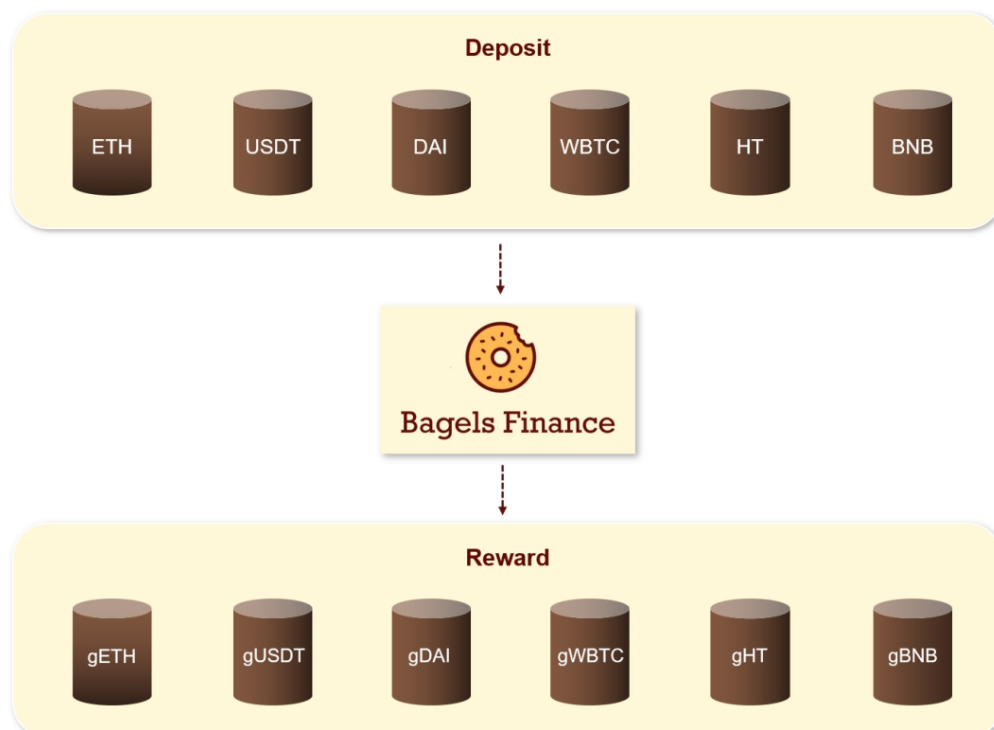 Deposit
ETH USDT DAI WBTC HT BNB
Bagels Finance
Reward
gETH gUSDT gDAI gWBTC gHT gBNB